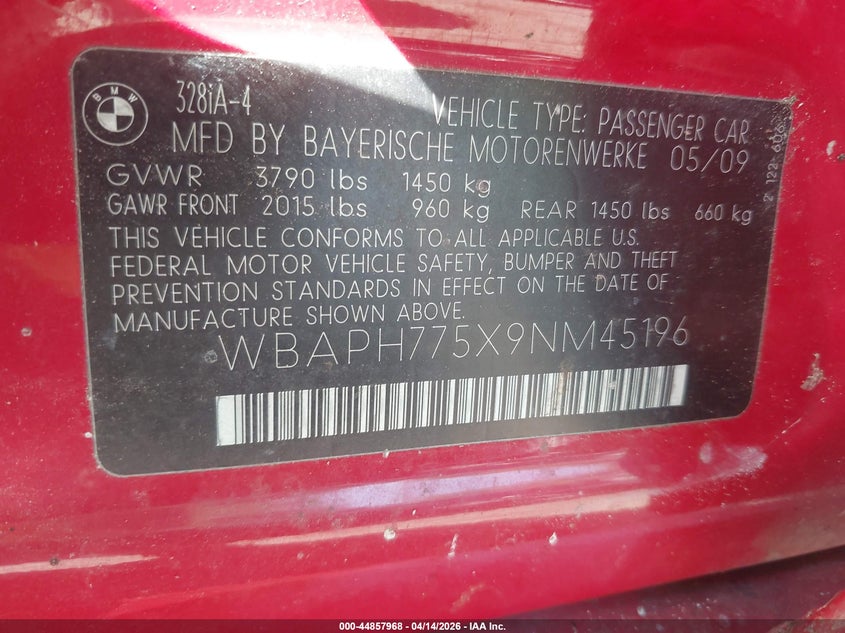 BMW
328iA-4
VEHICLE TYPE: PASSENGER CAR
MFD BY BAYERISCHE MOTORENWERKE 05/09
GVWR 3790 lbs 1450 kg
GAWR FRONT 2015 lbs 960 kg REAR 1450 lbs 660 kg
THIS VEHICLE CONFORMS TO ALL APPLICABLE U.S.
FEDERAL MOTOR VEHICLE SAFETY, BUMPER AND THEFT
PREVENTION STANDARDS IN EFFECT ON THE DATE OF
MANUFACTURE SHOWN ABOVE.
WBAPH775X9NM45196
2 122 606
000-44857968 - 04/14/2026 - IAA Inc.